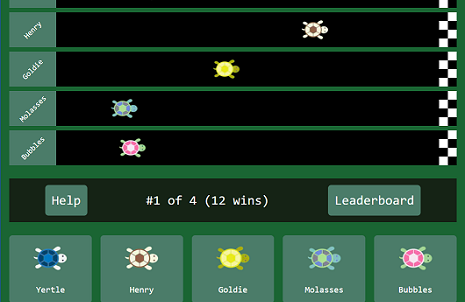 Henry
Goldie
Molasses
Bubbles
Help #1 of 4 (12 wins) Leaderboard
Yertle Henry Goldie Molasses Bubbles